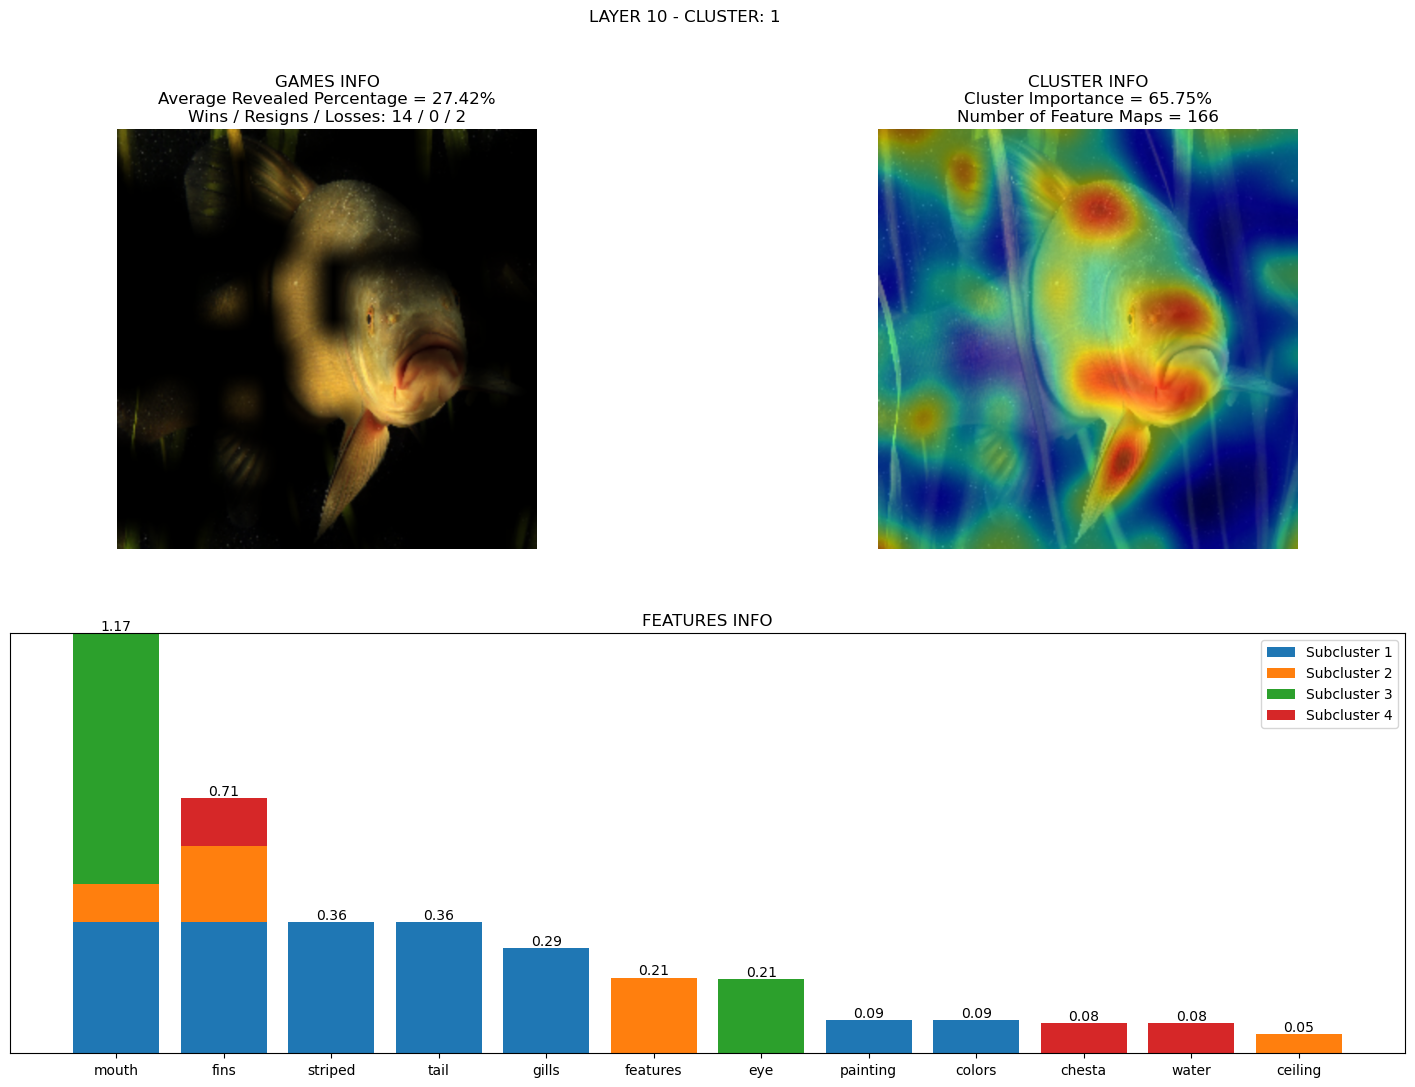 LAYER 10 - CLUSTER: 1
GAMES INFO
Average Revealed Percentage = 27.42%
Wins / Resigns / Losses: 14 / 0 / 2
CLUSTER INFO
Cluster Importance = 65.75%
Number of Feature Maps = 166
FEATURES INFO
1.17
0.71
0.36
0.36
0.29
0.21
0.21
0.09
0.09
0.08
0.08
0.05
Subcluster 1
Subcluster 2
Subcluster 3
Subcluster 4
mouth
fins
striped
tail
gills
features
eye
painting
colors
chesta
water
ceiling